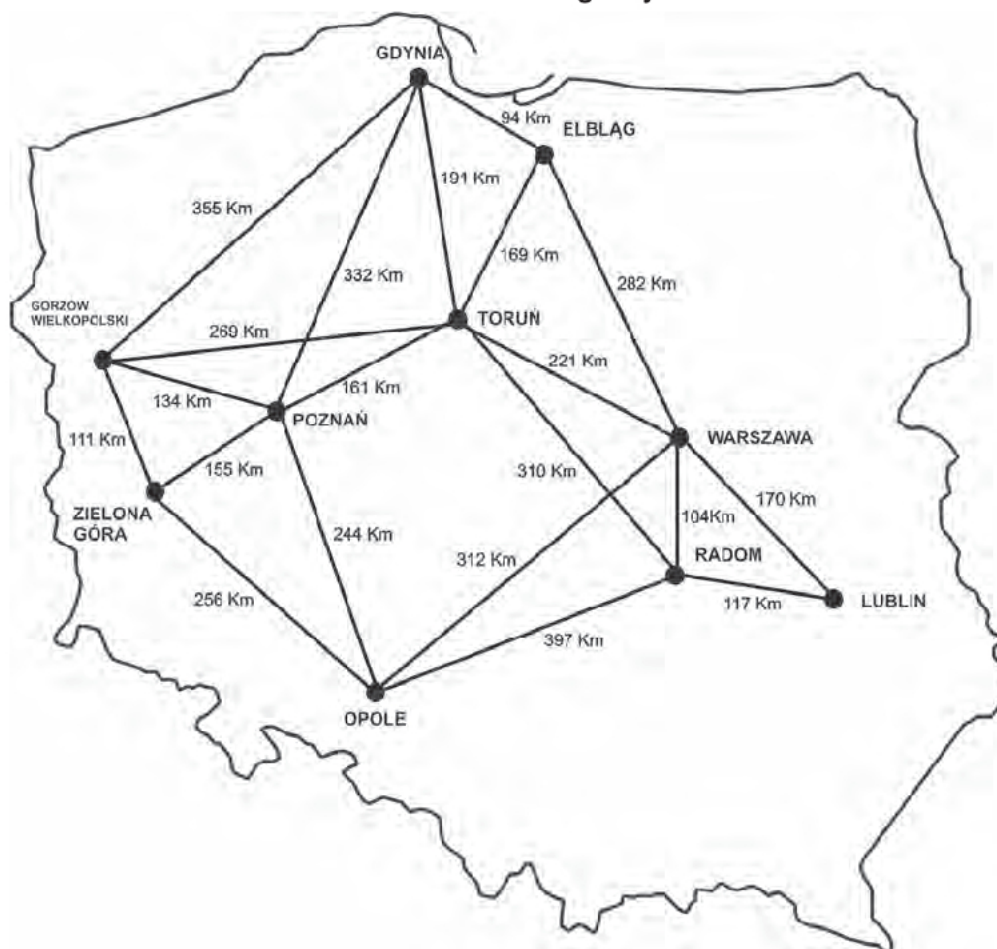 GDYNIA
94 Km
ELBLĄG
191 Km
355 Km
169 Km
332 Km
282 Km
GORZOW
WIELKOPOLSKI
269 Km
TORUŃ
221 Km
134 Km
161 Km
POZNAŃ
WARSZAWA
111 Km
155 Km
310 Km
170 Km
ZIELONA
GÓRA
244 Km
104Km
312 Km
RADOM
256 Km
117 Km
LUBLIN
397 Km
OPOLE